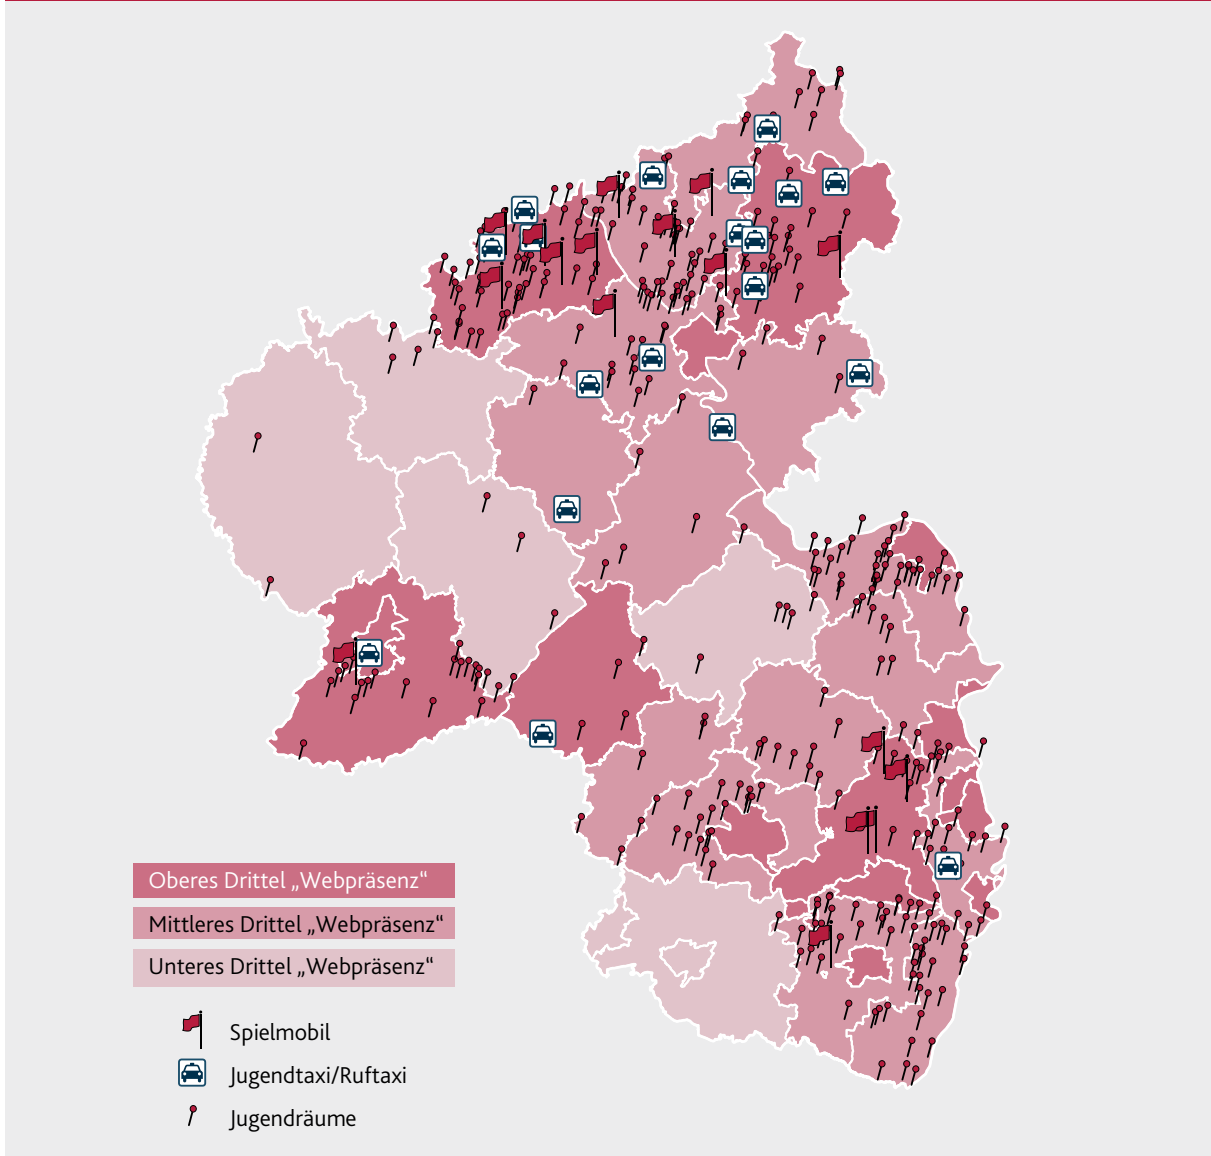 Oberes Drittel „Webpräsenz“
Mittleres Drittel „Webpräsenz“
Unteres Drittel „Webpräsenz“
Spielmobil
Jugendtaxi/Ruftaxi
Jugendräume